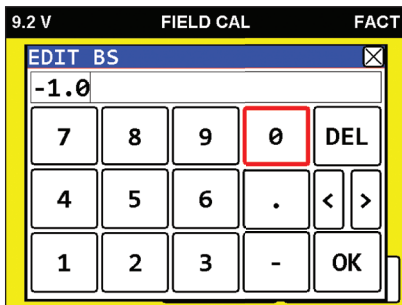 9.2 V FIELD CAL FACT
EDIT BS
-1.0
7 8 9 0 DEL
4 5 6 . < >
1 2 3 - OK